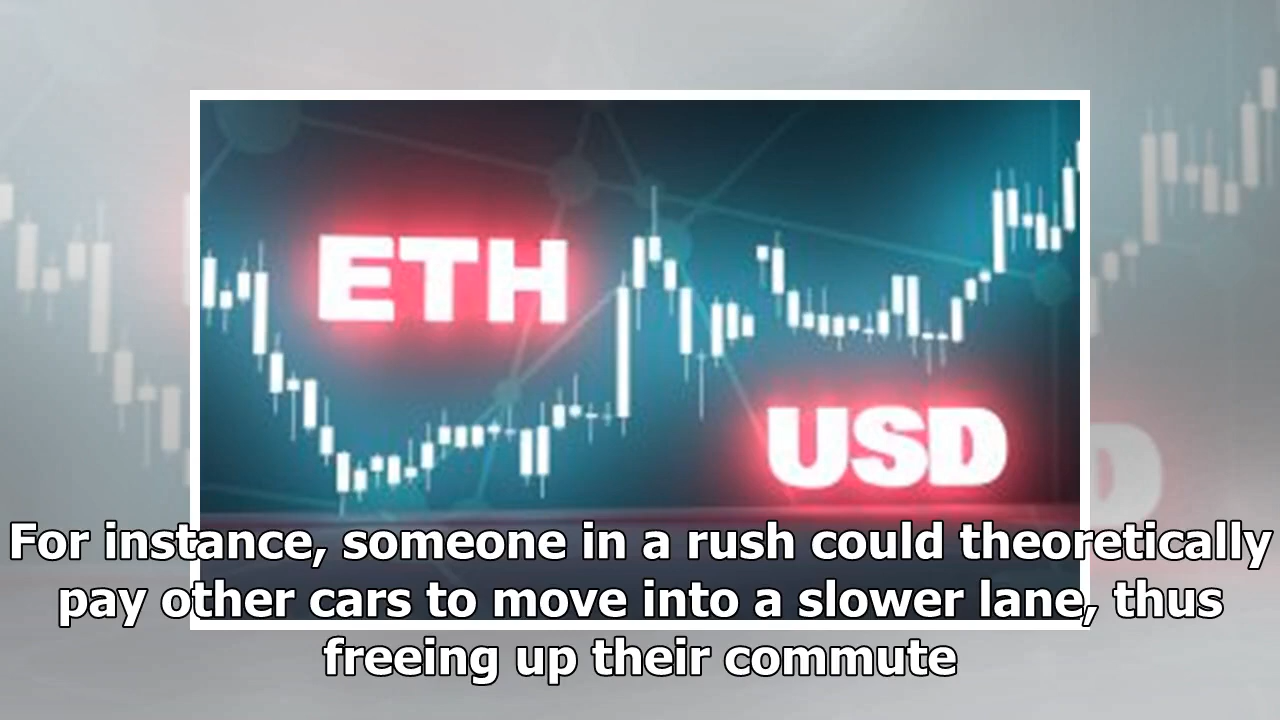 ETH
USD
For instance, someone in a rush could theoretically
pay other cars to move into a slower lane, thus
freeing up their commute